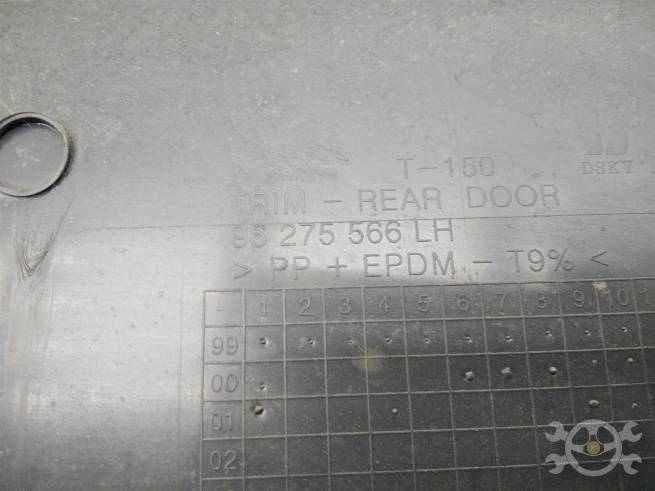 T-150
DSKY
TRIM - REAR DOOR
96 275 566 LH
> PP + EPDM - T9% <
1 2 3 4 5 6 7 8 9 10
99
00
01
02